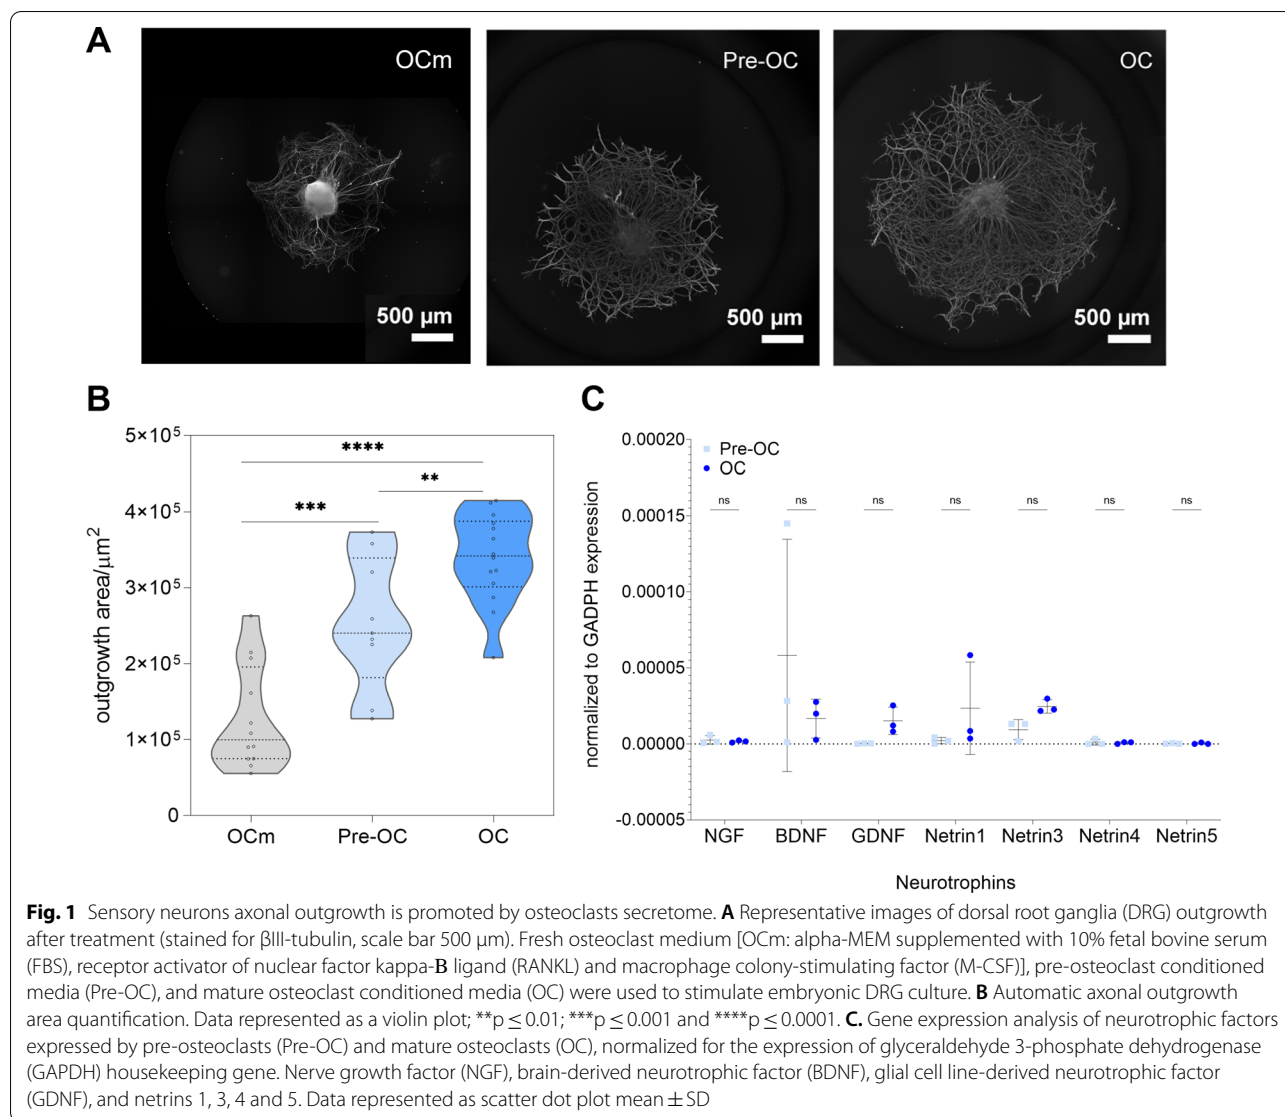 A
OCm
Pre-OC
OC
500 µm
500 µm
500 µm
B
outgrowth area/µm²
5×10⁵
4×10⁵
3×10⁵
2×10⁵
1×10⁵
0
****
**
***
OCm Pre-OC OC
C
normalized to GADPH expression
0.00020
0.00015
0.00010
0.00005
0.00000
-0.00005
Pre-OC
OC
ns ns ns ns ns ns ns
NGF BDNF GDNF Netrin1 Netrin3 Netrin4 Netrin5
Neurotrophins
Fig. 1 Sensory neurons axonal outgrowth is promoted by osteoclasts secretome. A Representative images of dorsal root ganglia (DRG) outgrowth
after treatment (stained for βIII-tubulin, scale bar 500 µm). Fresh osteoclast medium [OCm: alpha-MEM supplemented with 10% fetal bovine serum
(FBS), receptor activator of nuclear factor kappa-B ligand (RANKL) and macrophage colony-stimulating factor (M-CSF)], pre-osteoclast conditioned
media (Pre-OC), and mature osteoclast conditioned media (OC) were used to stimulate embryonic DRG culture. B Automatic axonal outgrowth
area quantification. Data represented as a violin plot; **p ≤ 0.01; ***p ≤ 0.001 and ****p ≤ 0.0001. C. Gene expression analysis of neurotrophic factors
expressed by pre-osteoclasts (Pre-OC) and mature osteoclasts (OC), normalized for the expression of glyceraldehyde 3-phosphate dehydrogenase
(GAPDH) housekeeping gene. Nerve growth factor (NGF), brain-derived neurotrophic factor (BDNF), glial cell line-derived neurotrophic factor
(GDNF), and netrins 1, 3, 4 and 5. Data represented as scatter dot plot mean ± SD